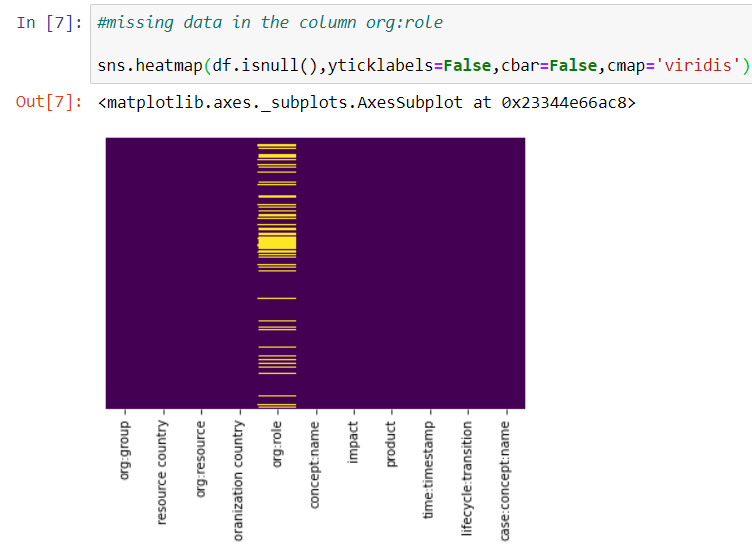 In [7]: #missing data in the column org:role
sns.heatmap(df.isnull(),yticklabels=False,cbar=False,cmap='viridis')
Out[7]: <matplotlib.axes._subplots.AxesSubplot at 0x23344e66ac8>
org:group
resource country
org:resource
oranization country
org:role
concept:name
impact
product
time:timestamp
lifecycle:transition
case:concept:name